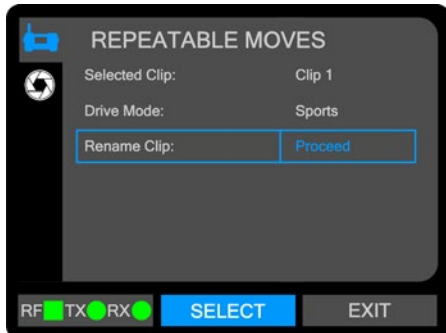 REPEATABLE MOVES
Selected Clip: Clip 1
Drive Mode: Sports
Rename Clip: Proceed
RF TX RX SELECT EXIT